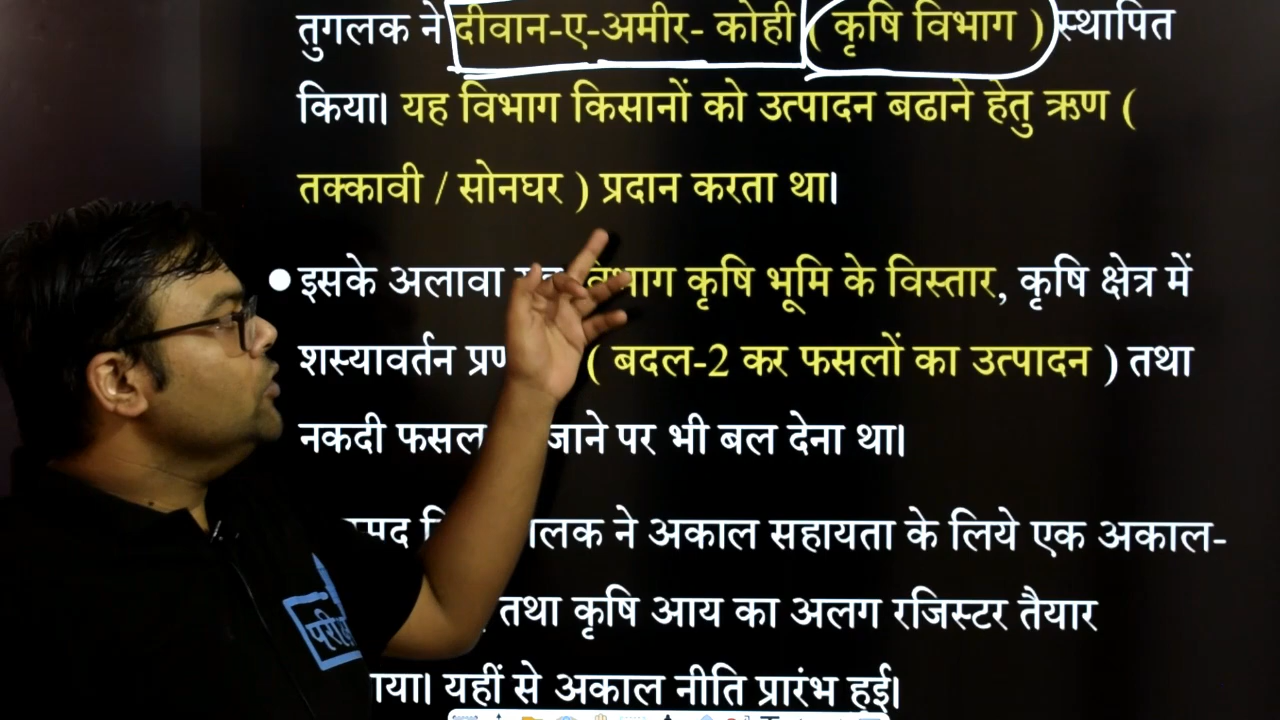 तुगलक ने दीवान-ए-अमीर- कोही ( कृषि विभाग ) स्थापित
किया। यह विभाग किसानों को उत्पादन बढाने हेतु ऋण (
तक्कावी / सोनघर ) प्रदान करता था।
इसके अलावा विभाग कृषि भूमि के विस्तार, कृषि क्षेत्र में
शस्यावर्तन ( बदल-2 कर फसलों का उत्पादन ) तथा
नकदी फसल जाने पर भी बल देना था।
ने अकाल सहायता के लिये एक अकाल-
तथा कृषि आय का अलग रजिस्टर तैयार
यहीं से अकाल नीति प्रारंभ हुई।